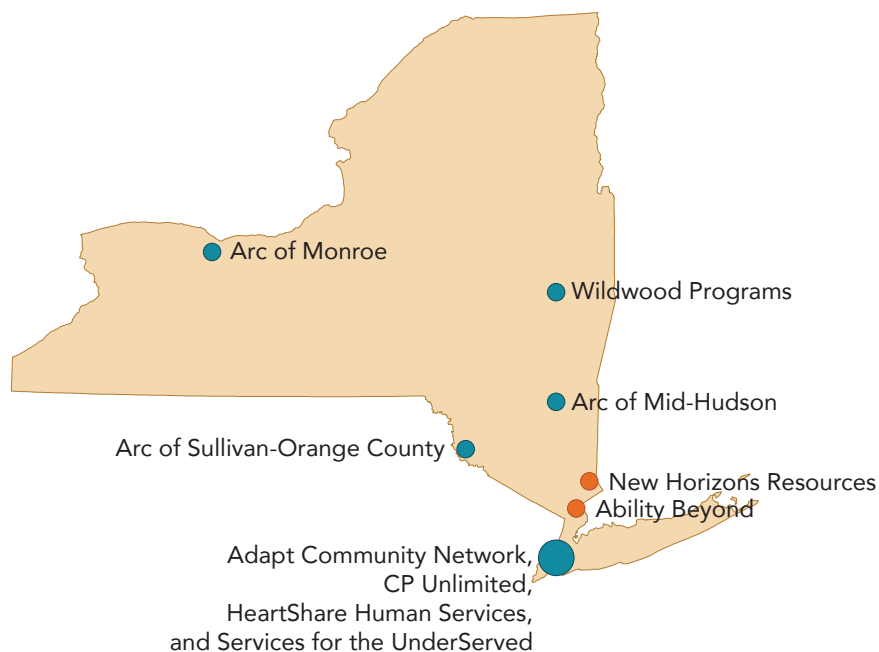 Arc of Monroe
Wildwood Programs
Arc of Mid-Hudson
Arc of Sullivan-Orange County
New Horizons Resources
Ability Beyond
Adapt Community Network,
CP Unlimited,
HeartShare Human Services,
and Services for the UnderServed